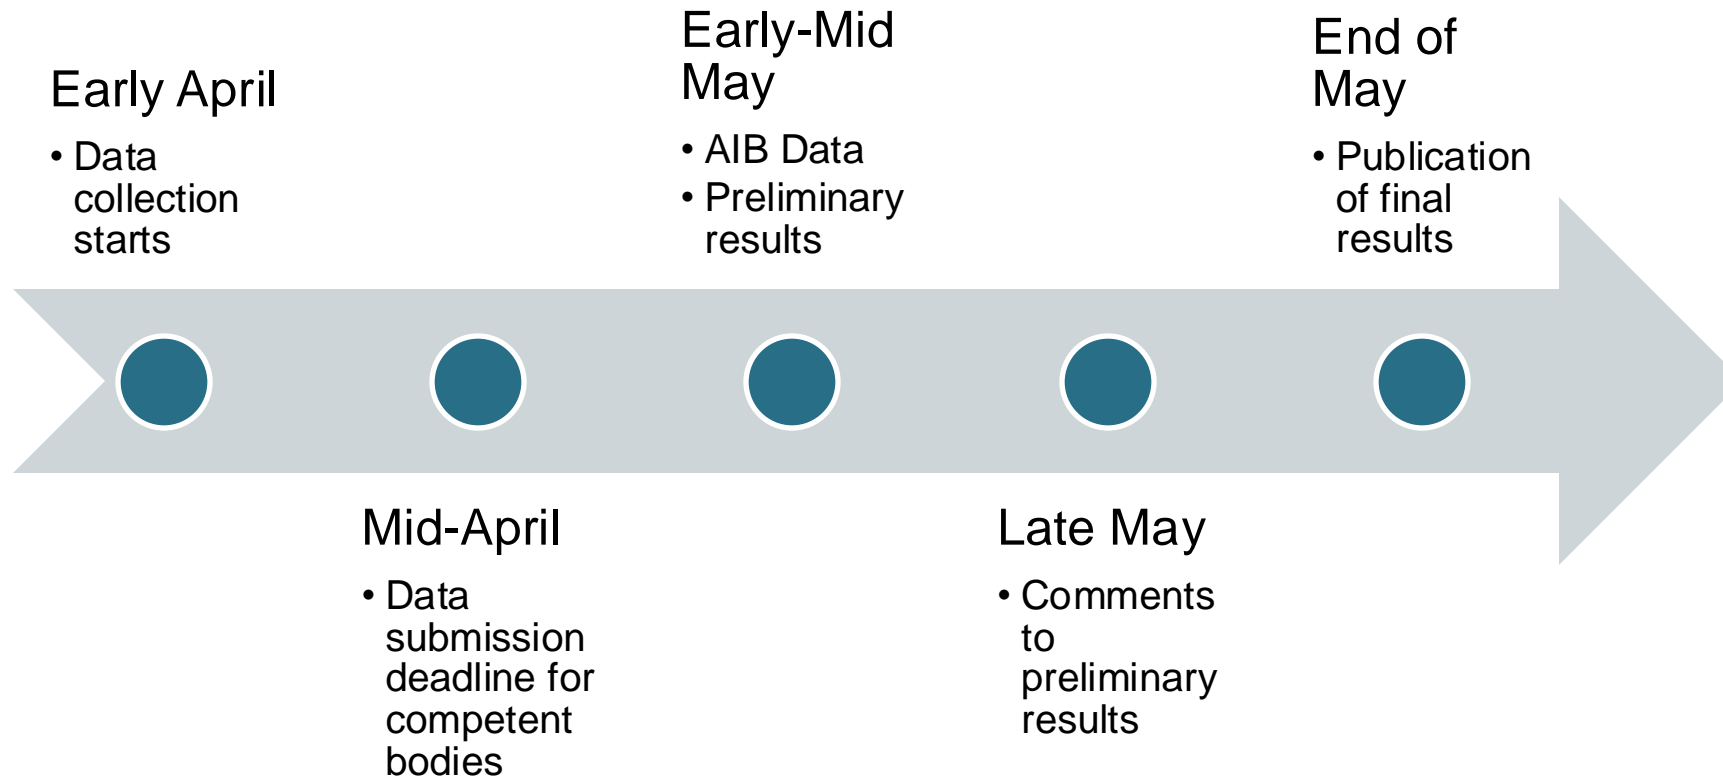 Early April
• Data
collection
starts
Mid-April
• Data
submission
deadline for
competent
bodies
Early-Mid
May
• AIB Data
• Preliminary
results
Late May
• Comments
to
preliminary
results
End of
May
• Publication
of final
results